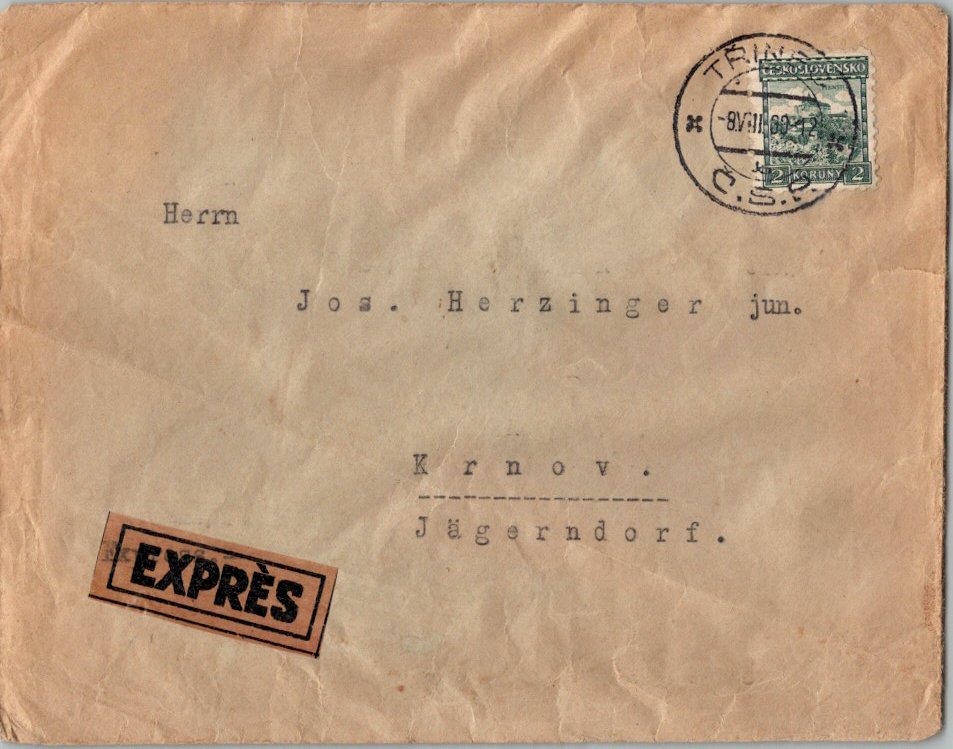 ČESKOSLOVENSKO
2 KORUNY 2
Č.S.P.
Herrn
Jos. Herzinger jun.
Krnov.
Jägerndorf.
EXPRÈS